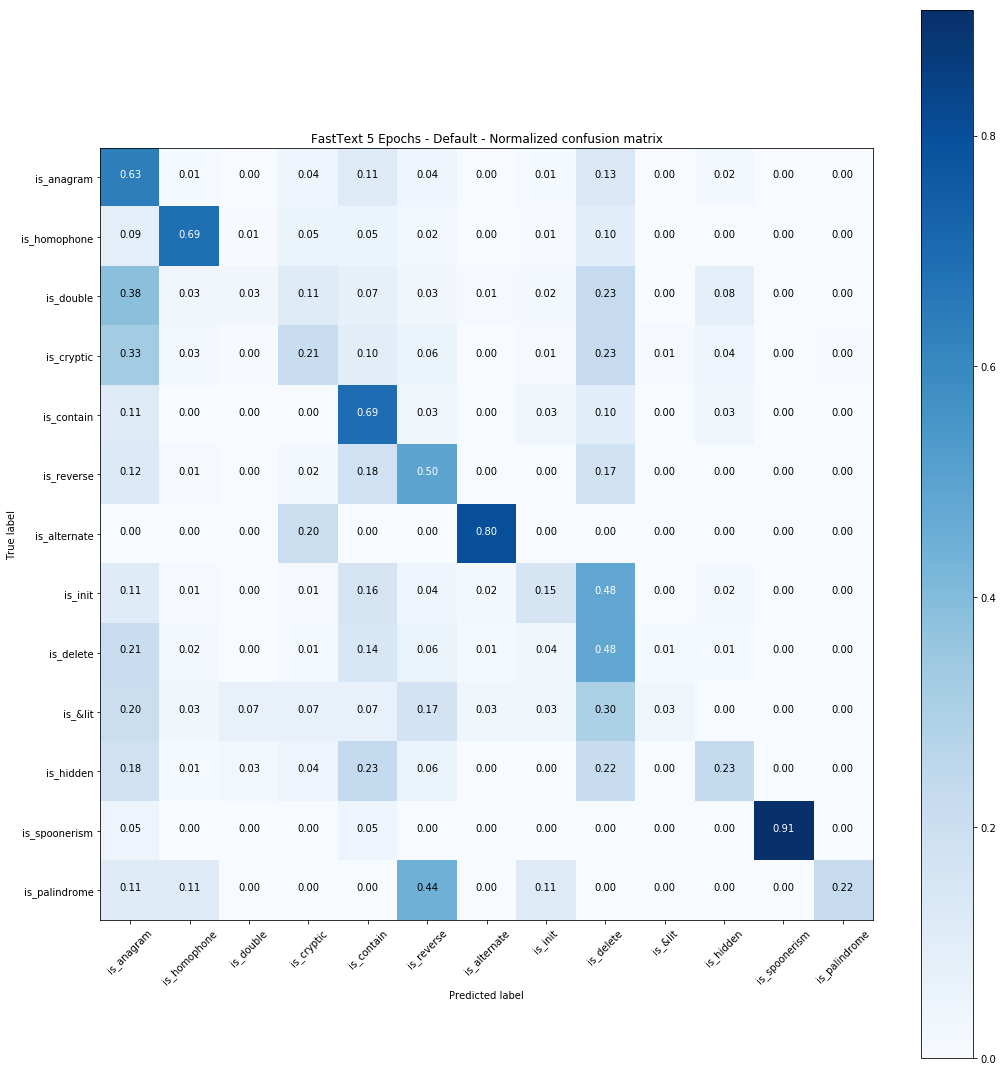 FastText 5 Epochs - Default - Normalized confusion matrix
is_anagram 0.63 0.01 0.00 0.04 0.11 0.04 0.00 0.01 0.13 0.00 0.02 0.00 0.00
is_homophone 0.09 0.69 0.01 0.05 0.05 0.02 0.00 0.01 0.10 0.00 0.00 0.00 0.00
is_double 0.38 0.03 0.03 0.11 0.07 0.03 0.01 0.02 0.23 0.00 0.08 0.00 0.00
is_cryptic 0.33 0.03 0.00 0.21 0.10 0.06 0.00 0.01 0.23 0.01 0.04 0.00 0.00
is_contain 0.11 0.00 0.00 0.00 0.69 0.03 0.00 0.03 0.10 0.00 0.03 0.00 0.00
is_reverse 0.12 0.01 0.00 0.02 0.18 0.50 0.00 0.00 0.17 0.00 0.00 0.00 0.00
is_alternate 0.00 0.00 0.00 0.20 0.00 0.00 0.80 0.00 0.00 0.00 0.00 0.00 0.00
is_init 0.11 0.01 0.00 0.01 0.16 0.04 0.02 0.15 0.48 0.00 0.02 0.00 0.00
is_delete 0.21 0.02 0.00 0.01 0.14 0.06 0.01 0.04 0.48 0.01 0.01 0.00 0.00
is_&lit 0.20 0.03 0.07 0.07 0.07 0.17 0.03 0.03 0.30 0.03 0.00 0.00 0.00
is_hidden 0.18 0.01 0.03 0.04 0.23 0.06 0.00 0.00 0.22 0.00 0.23 0.00 0.00
is_spoonerism 0.05 0.00 0.00 0.00 0.05 0.00 0.00 0.00 0.00 0.00 0.00 0.91 0.00
is_palindrome 0.11 0.11 0.00 0.00 0.00 0.44 0.00 0.11 0.00 0.00 0.00 0.00 0.22
True label
is_anagram is_homophone is_double is_cryptic is_contain is_reverse is_alternate is_init is_delete is_&lit is_hidden is_spoonerism is_palindrome
Predicted label
0.8
0.6
0.4
0.2
0.0